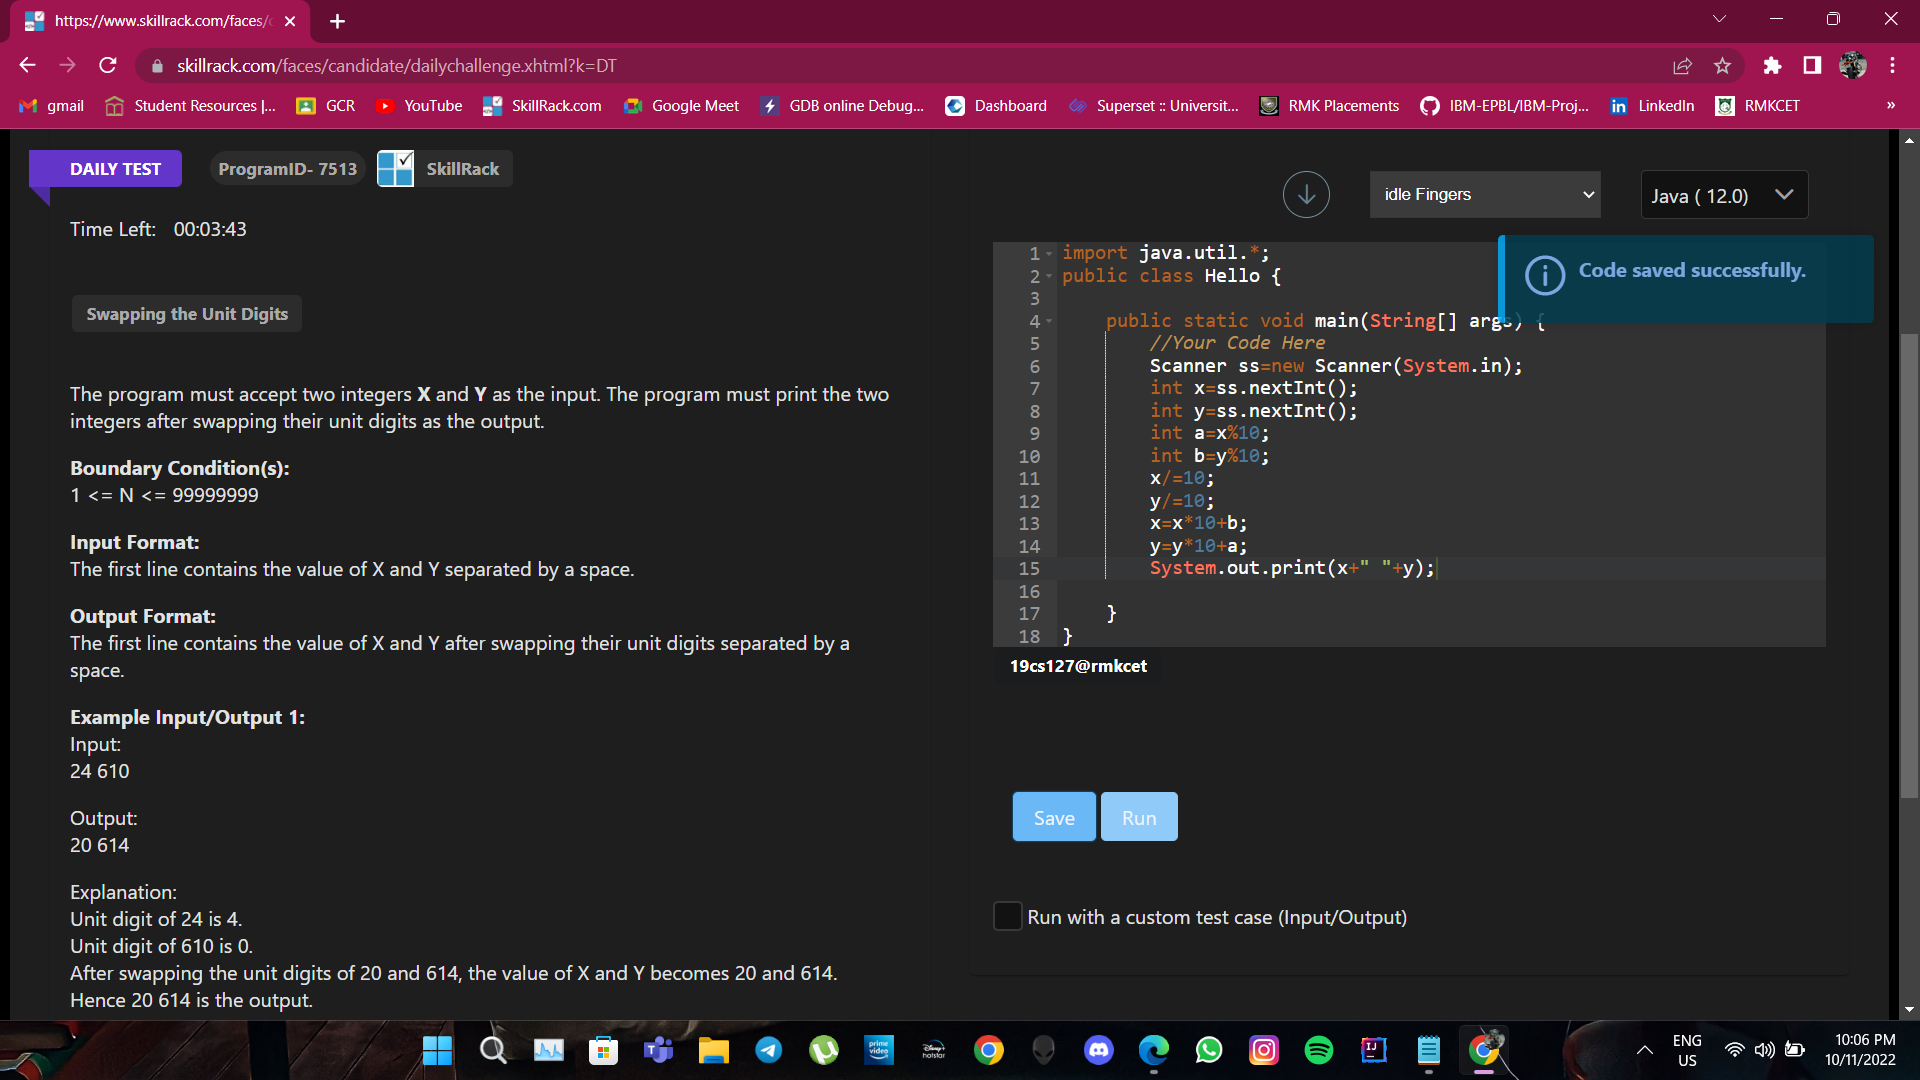 https://www.skillrack.com/faces/c
skillrack.com/faces/candidate/dailychallenge.xhtml?k=DT
gmail
Student Resources |...
GCR
YouTube
SkillRack.com
Google Meet
GDB online Debug...
Dashboard
Superset :: Universit...
RMK Placements
IBM-EPBL/IBM-Proj...
LinkedIn
RMKCET
»
DAILY TEST
ProgramID- 7513
SkillRack
Time Left: 00:03:43
Swapping the Unit Digits
The program must accept two integers X and Y as the input. The program must print the two
integers after swapping their unit digits as the output.
Boundary Condition(s):
1 <= N <= 99999999
Input Format:
The first line contains the value of X and Y separated by a space.
Output Format:
The first line contains the value of X and Y after swapping their unit digits separated by a
space.
Example Input/Output 1:
Input:
24 610
Output:
20 614
Explanation:
Unit digit of 24 is 4.
Unit digit of 610 is 0.
After swapping the unit digits of 20 and 614, the value of X and Y becomes 20 and 614.
Hence 20 614 is the output.
idle Fingers
Java ( 12.0)
Code saved successfully.
1 import java.util.*;
2 public class Hello {
3
4 public static void main(String[] args) {
5 //Your Code Here
6 Scanner ss=new Scanner(System.in);
7 int x=ss.nextInt();
8 int y=ss.nextInt();
9 int a=x%10;
10 int b=y%10;
11 x/=10;
12 y/=10;
13 x=x*10+b;
14 y=y*10+a;
15 System.out.print(x+" "+y);
16
17 }
18 }
19cs127@rmkcet
Save
Run
Run with a custom test case (Input/Output)
prime video
Disney+ hotstar
IJ
ENG
US
10:06 PM
10/11/2022